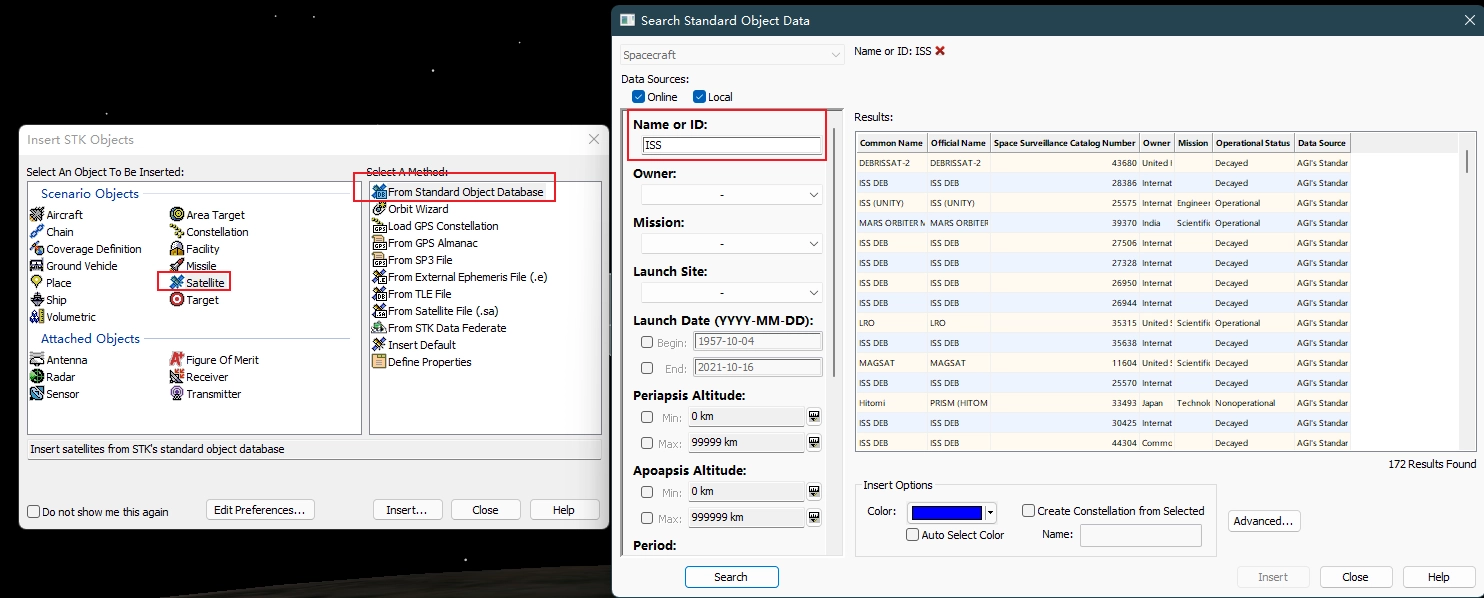 Insert STK Objects
Select An Object To Be Inserted:
Scenario Objects
Aircraft
Area Target
Chain
Constellation
Coverage Definition
Facility
Ground Vehicle
Missile
Place
Satellite
Ship
Target
Volumetric
Attached Objects
Antenna
Figure Of Merit
Radar
Receiver
Sensor
Transmitter
Select A Method:
From Standard Object Database
Orbit Wizard
Load GPS Constellation
From GPS Almanac
From SP3 File
From External Ephemeris File (.e)
From TLE File
From Satellite File (.sa)
From STK Data Federate
Insert Default
Define Properties
Insert satellites from STK's standard object database
Do not show me this again
Edit Preferences...
Insert...
Close
Help
Search Standard Object Data
Spacecraft
Data Sources:
Online Local
Name or ID:
ISS
Owner:
-
Mission:
-
Launch Site:
-
Launch Date (YYYY-MM-DD):
Begin: 1957-10-04
End: 2021-10-16
Periapsis Altitude:
Min: 0 km
Max: 99999 km
Apoapsis Altitude:
Min: 0 km
Max: 999999 km
Period:
Search
Name or ID: ISS
Results:
Common Name Official Name Space Surveillance Catalog Number Owner Mission Operational Status Data Source
DEBRISSAT-2 DEBRISSAT-2 43680 United Decayed AGI's Standar
ISS DEB ISS DEB 28386 Internat Decayed AGI's Standar
ISS (UNITY) ISS (UNITY) 25575 Internat Engineer Operational AGI's Standar
MARS ORBITER M MARS ORBITER 39370 India Scientific Operational AGI's Standar
ISS DEB ISS DEB 27506 Internat Decayed AGI's Standar
ISS DEB ISS DEB 27328 Internat Decayed AGI's Standar
ISS DEB ISS DEB 26950 Internat Decayed AGI's Standar
ISS DEB ISS DEB 26944 Internat Decayed AGI's Standar
LRO LRO 35315 United S Scientific Operational AGI's Standar
ISS DEB ISS DEB 35638 Internat Decayed AGI's Standar
MAGSAT MAGSAT 11604 United S Scientific Decayed AGI's Standar
ISS DEB ISS DEB 25570 Internat Decayed AGI's Standar
Hitomi PRISM (HITOM 33493 Japan Technolo Nonoperational AGI's Standar
ISS DEB ISS DEB 30425 Internat Decayed AGI's Standar
ISS DEB ISS DEB 44304 Commo Decayed AGI's Standar
172 Results Found
Insert Options
Color:
Auto Select Color
Create Constellation from Selected
Name:
Advanced...
Insert
Close
Help